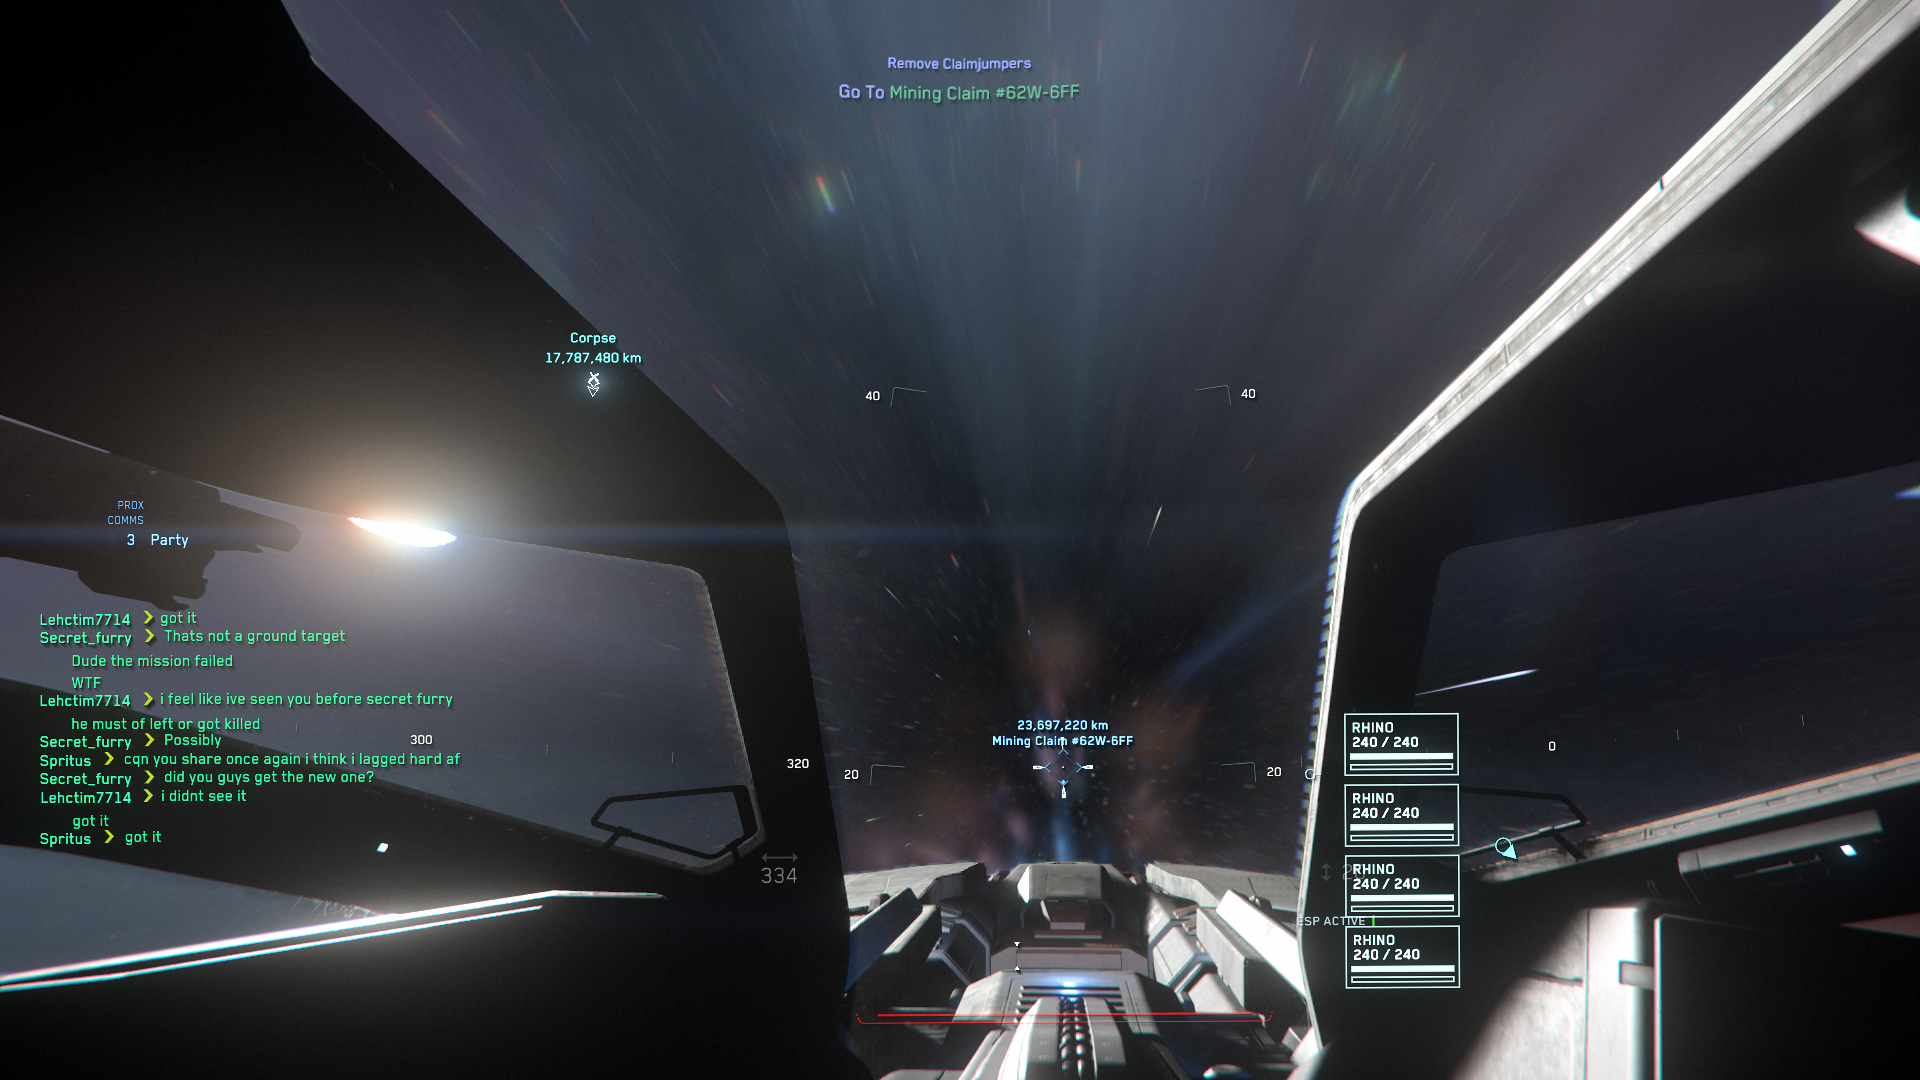 Remove Claimjumpers
Go To Mining Claim #62W-6FF
Corpse
17,787,480 km
40
40
PROX
COMMS
3 Party
Lehctim7714 > got it
Secret_furry > Thats not a ground target
Dude the mission failed
WTF
Lehctim7714 > i feel like ive seen you before secret furry
he must of left or got killed
Secret_furry > Possibly
Spritus > cqn you share once again i think i lagged hard af
Secret_furry > did you guys get the new one?
Lehctim7714 > i didnt see it
got it
Spritus > got it
300
320
334
23,697,220 km
Mining Claim #62W-6FF
20
20
0
RHINO
240 / 240
RHINO
240 / 240
RHINO
240 / 240
ESP ACTIVE
RHINO
240 / 240